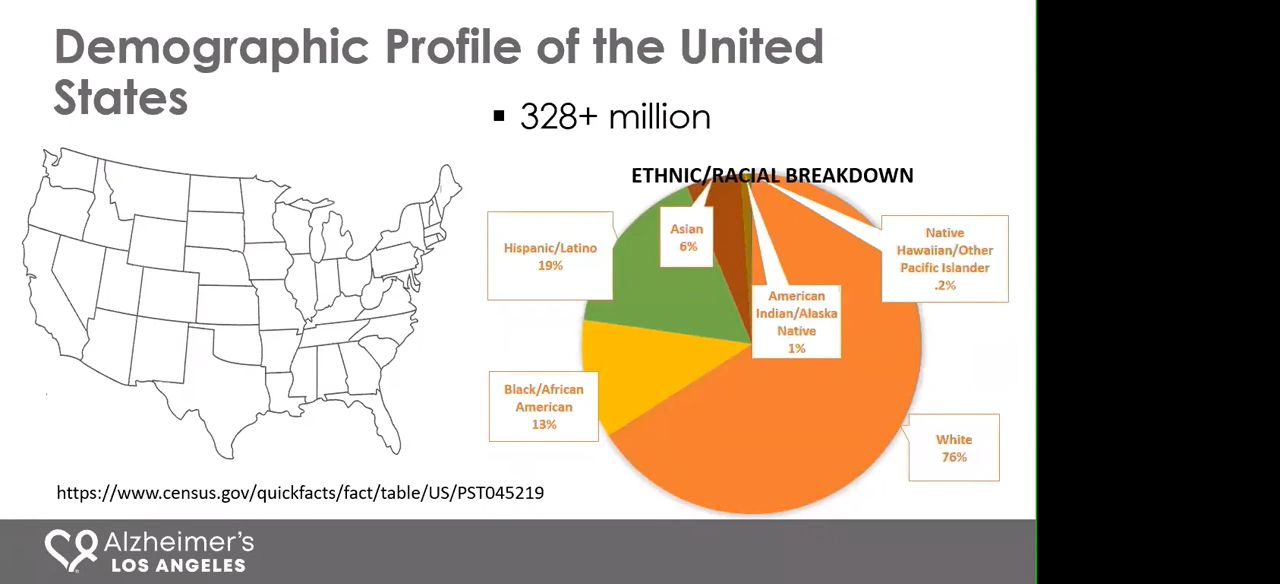 Demographic Profile of the United
States
▪ 328+ million
ETHNIC/RACIAL BREAKDOWN
Hispanic/Latino
19%
Asian
6%
Native
Hawaiian/Other
Pacific Islander
.2%
American
Indian/Alaska
Native
1%
Black/African
American
13%
White
76%
https://www.census.gov/quickfacts/fact/table/US/PST045219
Alzheimer's
LOS ANGELES